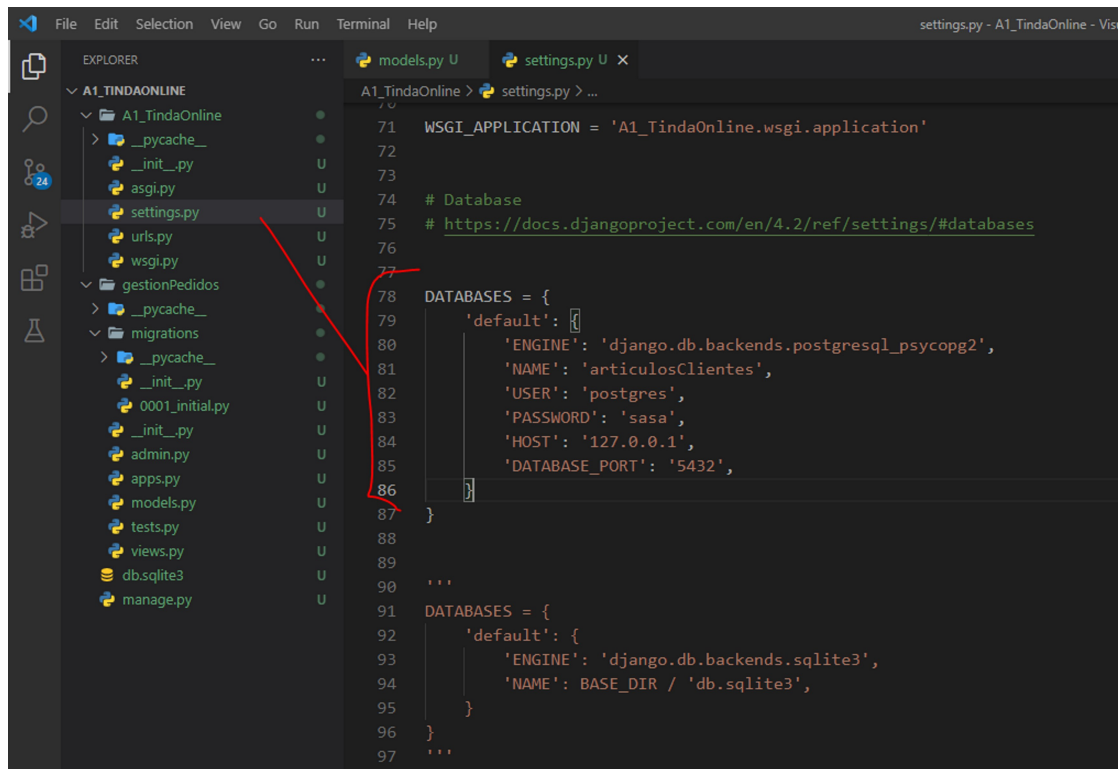 File Edit Selection View Go Run Terminal Help
settings.py - A1_TindaOnline - Visu
EXPLORER ...
models.py U
settings.py U
A1_TINDAONLINE
A1_TindaOnline > settings.py > ...
A1_TindaOnline
__pycache__
__init__.py U
asgi.py U
24
settings.py U
urls.py U
wsgi.py U
gestionPedidos
__pycache__
migrations
__pycache__
__init__.py U
0001_initial.py U
__init__.py U
admin.py U
apps.py U
models.py U
tests.py U
views.py U
db.sqlite3 U
manage.py U
70
71 WSGI_APPLICATION = 'A1_TindaOnline.wsgi.application'
72
73
74 # Database
75 # https://docs.djangoproject.com/en/4.2/ref/settings/#databases
76
77
78 DATABASES = {
79 'default': {
80 'ENGINE': 'django.db.backends.postgresql_psycopg2',
81 'NAME': 'articulosClientes',
82 'USER': 'postgres',
83 'PASSWORD': 'sasa',
84 'HOST': '127.0.0.1',
85 'DATABASE_PORT': '5432',
86 }
87 }
88
89
90 '''
91 DATABASES = {
92 'default': {
93 'ENGINE': 'django.db.backends.sqlite3',
94 'NAME': BASE_DIR / 'db.sqlite3',
95 }
96 }
97 '''